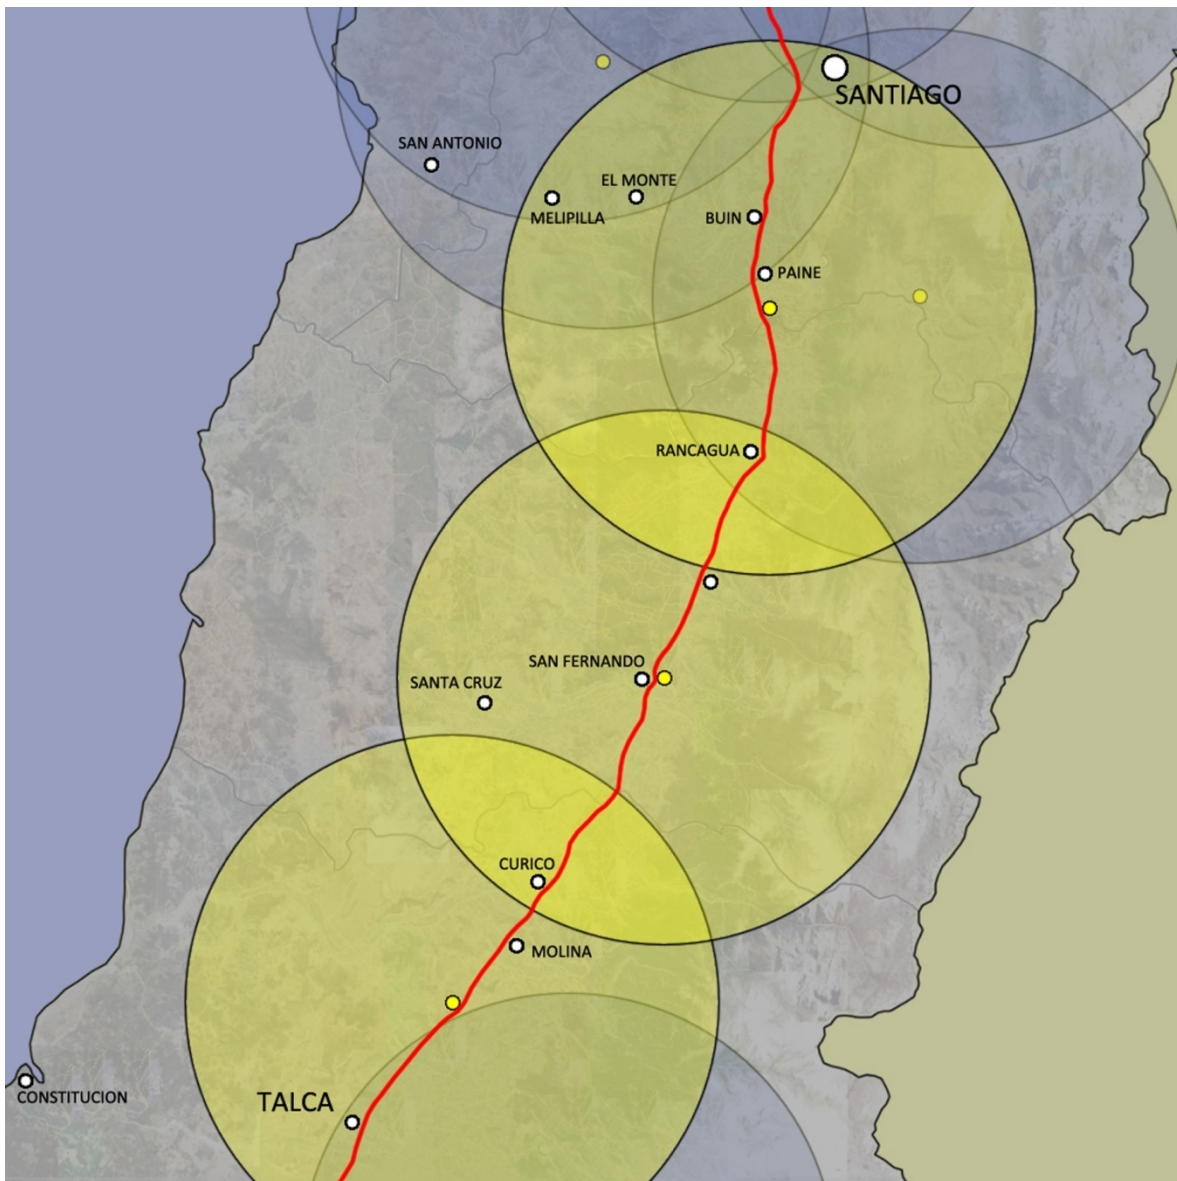 SANTIAGO
SAN ANTONIO
EL MONTE
MELIPILLA
BUIN
PAINE
RANCAGUA
SAN FERNANDO
SANTA CRUZ
CURICO
MOLINA
CONSTITUCION
TALCA